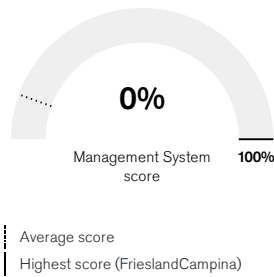 0%
Management System
score
100%
Average score
Highest score (FrieslandCampina)